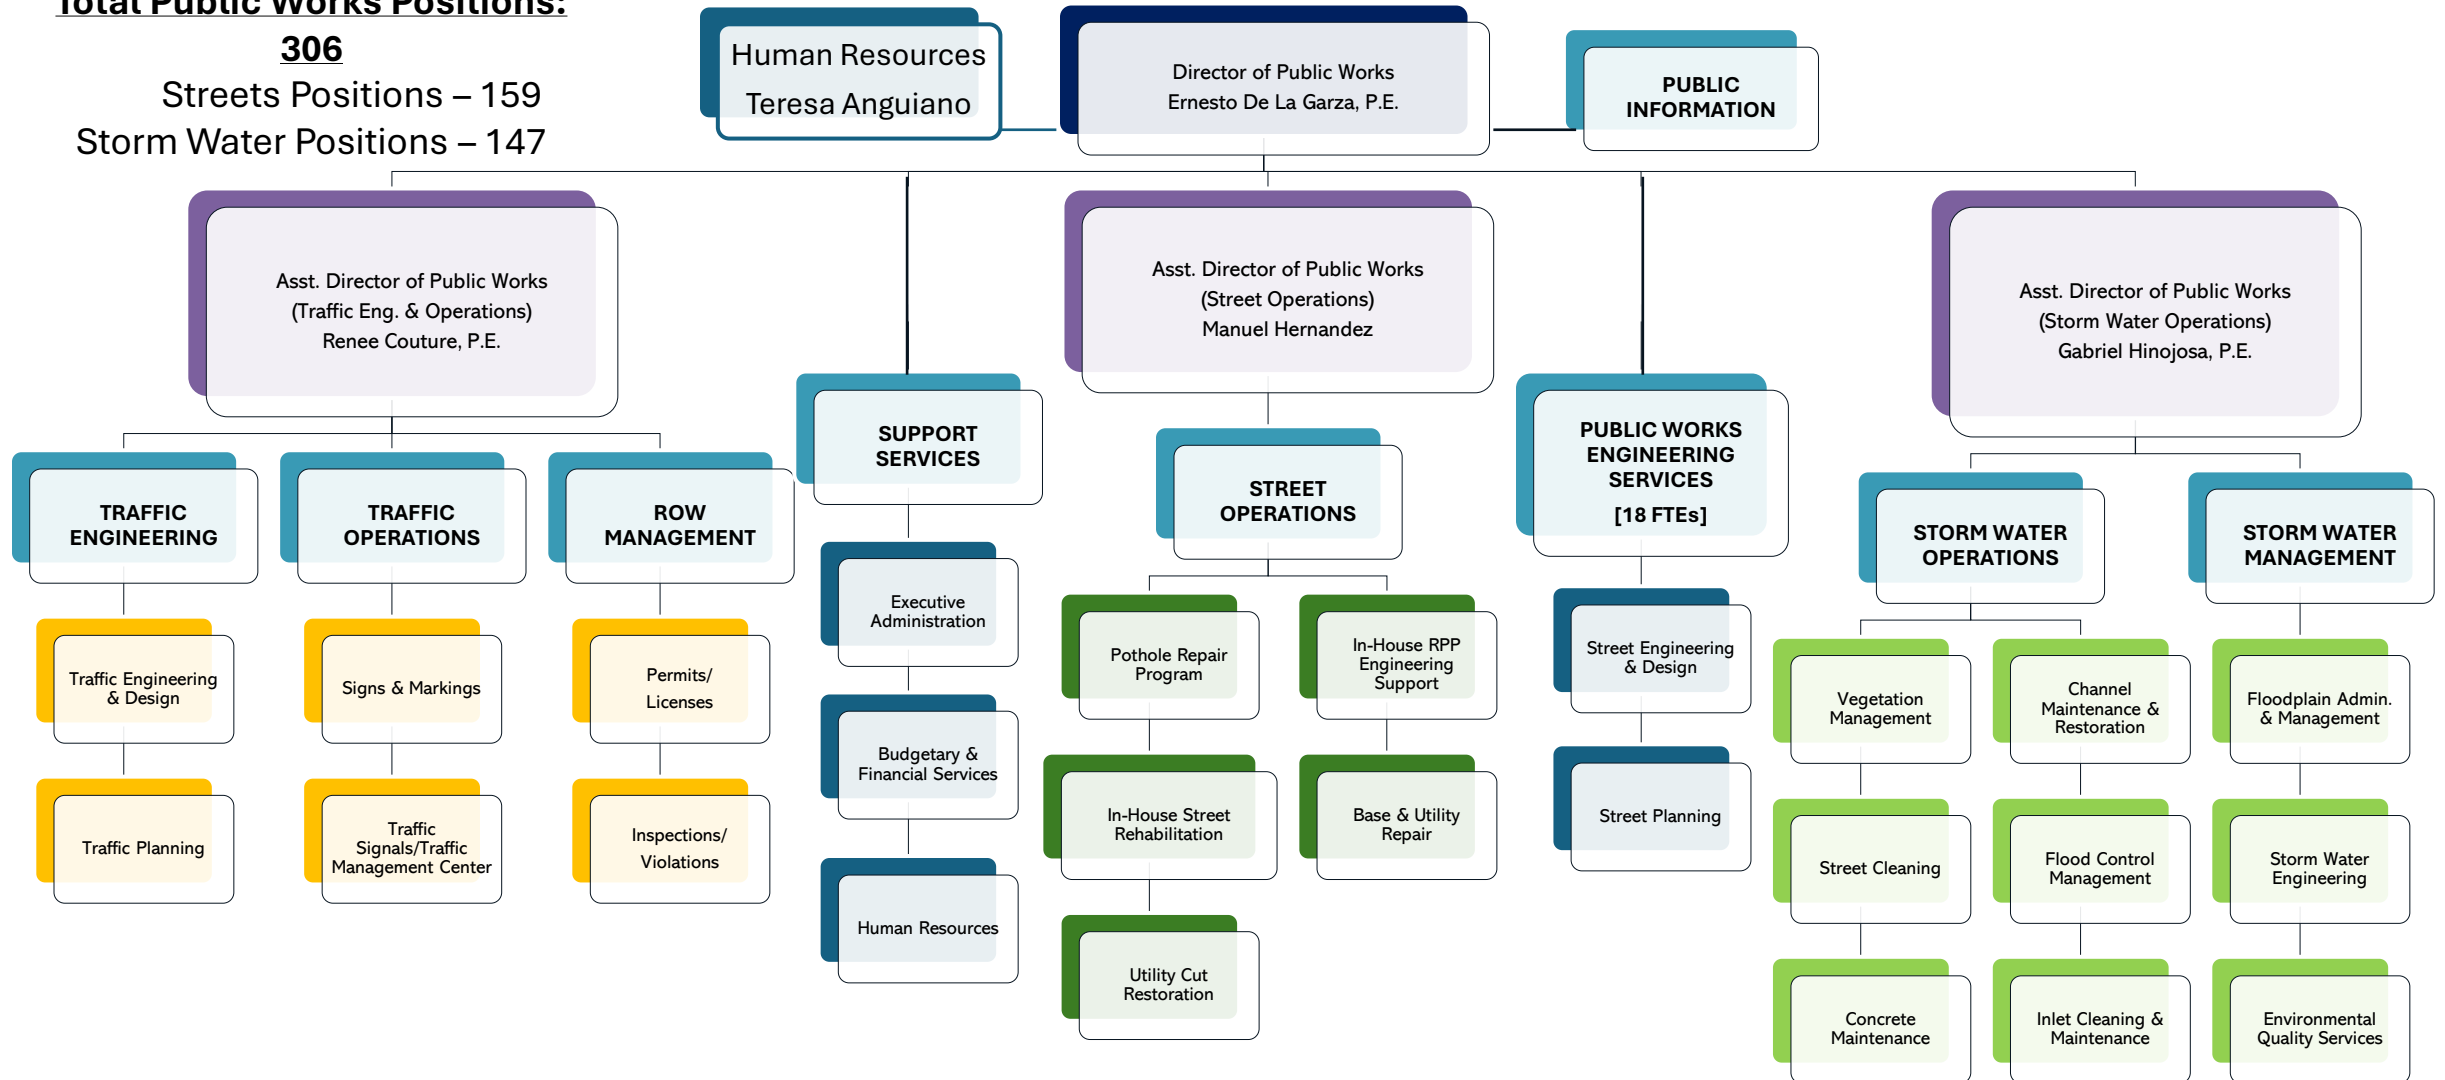 Total Public Works Positions:
306
Streets Positions – 159
Storm Water Positions – 147
Human Resources
Teresa Anguiano
Director of Public Works
Ernesto De La Garza, P.E.
PUBLIC
INFORMATION
Asst. Director of Public Works
(Traffic Eng. & Operations)
Renee Couture, P.E.
Asst. Director of Public Works
(Street Operations)
Manuel Hernandez
Asst. Director of Public Works
(Storm Water Operations)
Gabriel Hinojosa, P.E.
TRAFFIC
ENGINEERING
Traffic Engineering
& Design
Traffic Planning
TRAFFIC
OPERATIONS
Signs & Markings
Traffic
Signals/Traffic
Management Center
ROW
MANAGEMENT
Permits/
Licenses
Inspections/
Violations
SUPPORT
SERVICES
Executive
Administration
Budgetary &
Financial Services
Human Resources
STREET
OPERATIONS
Pothole Repair
Program
In-House Street
Rehabilitation
Utility Cut
Restoration
In-House RPP
Engineering
Support
Base & Utility
Repair
PUBLIC WORKS
ENGINEERING
SERVICES
[18 FTEs]
Street Engineering
& Design
Street Planning
STORM WATER
OPERATIONS
Vegetation
Management
Street Cleaning
Concrete
Maintenance
Channel
Maintenance &
Restoration
Flood Control
Management
Inlet Cleaning &
Maintenance
STORM WATER
MANAGEMENT
Floodplain Admin.
& Management
Storm Water
Engineering
Environmental
Quality Services